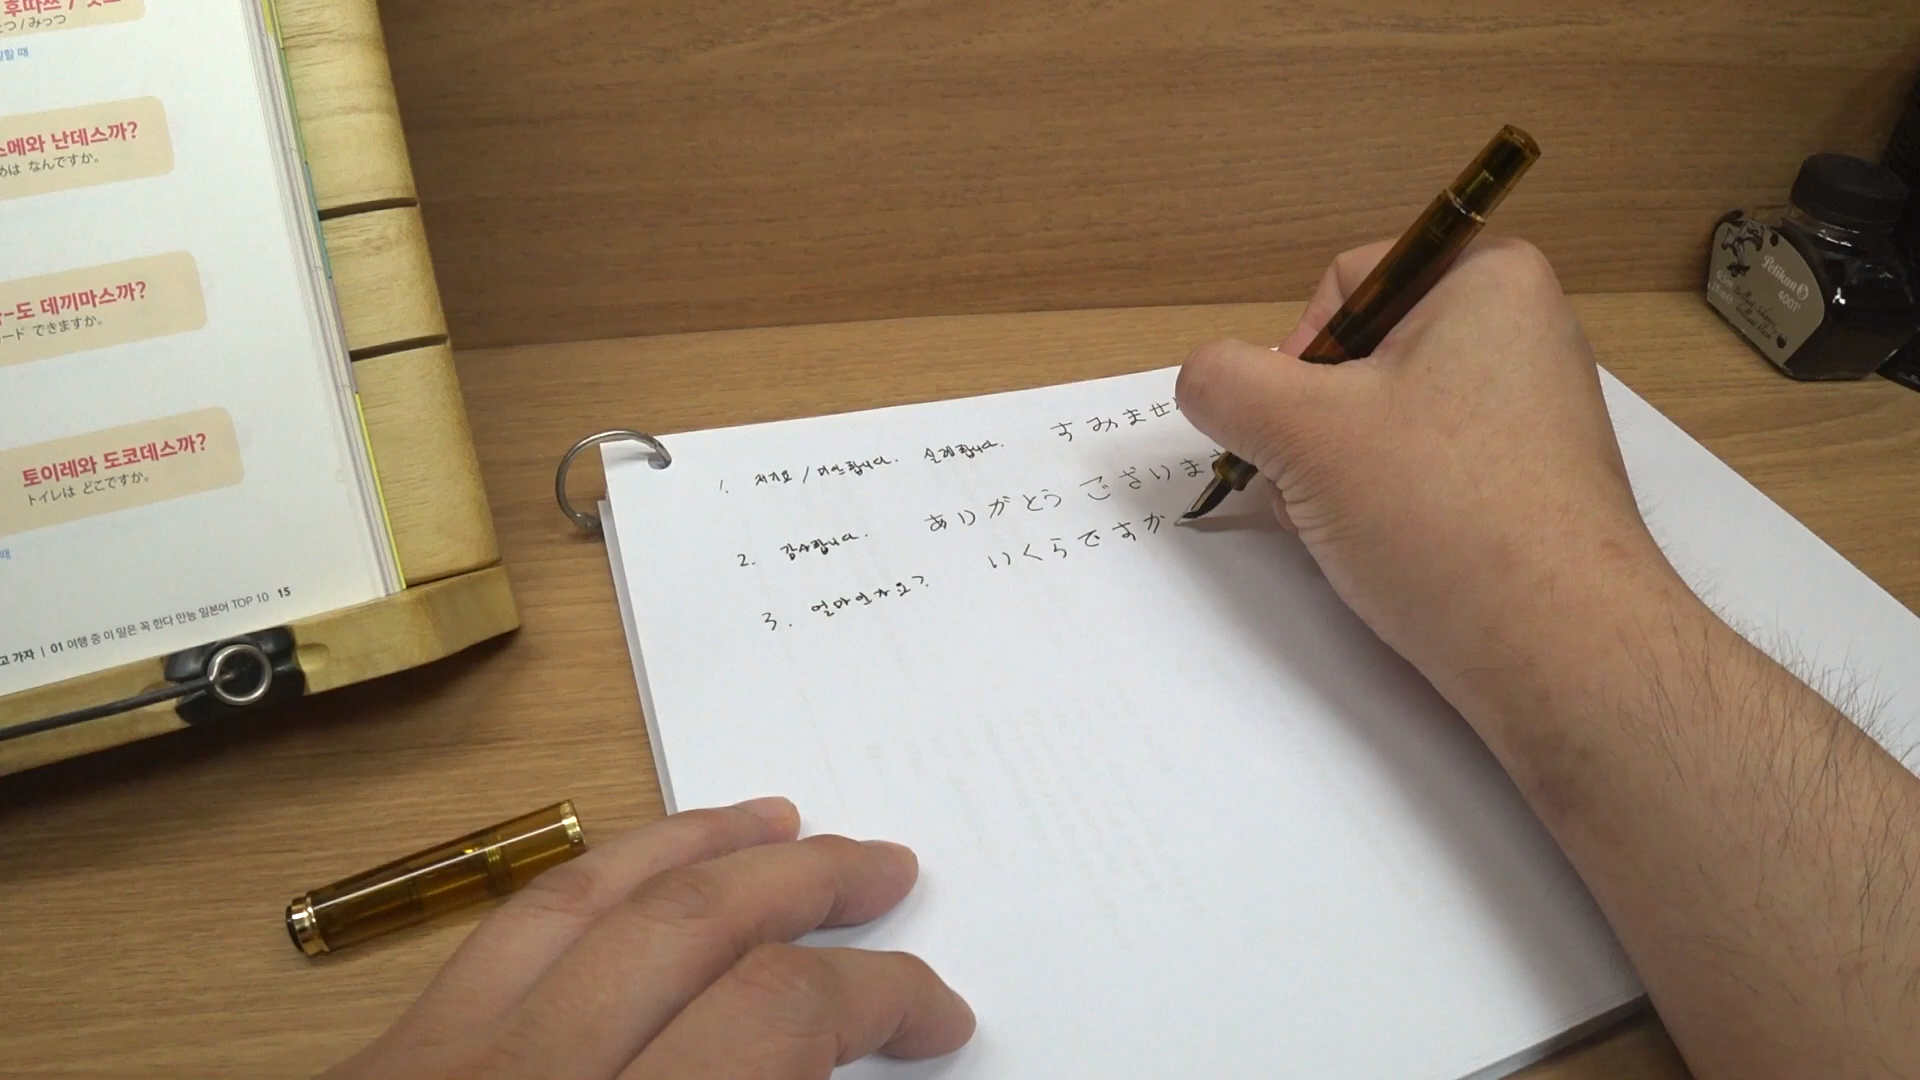 후따쯔 /
つ / みっつ
할 때
스메와 난데스까?
めは なんですか。
-도 데끼마스까?
ード できますか。
토이레와 도코데스까?
トイレは どこですか。
때
고 가자 | 01 여행 중 이 말은 꼭 한다 만능 일본어 TOP 10 15
1. 저기요 / 미안합니다. 실례합니다. すみませ
2. 감사합니다. ありがとう ございます
3. 얼마인가요? いくらですか
Pelikan
4001